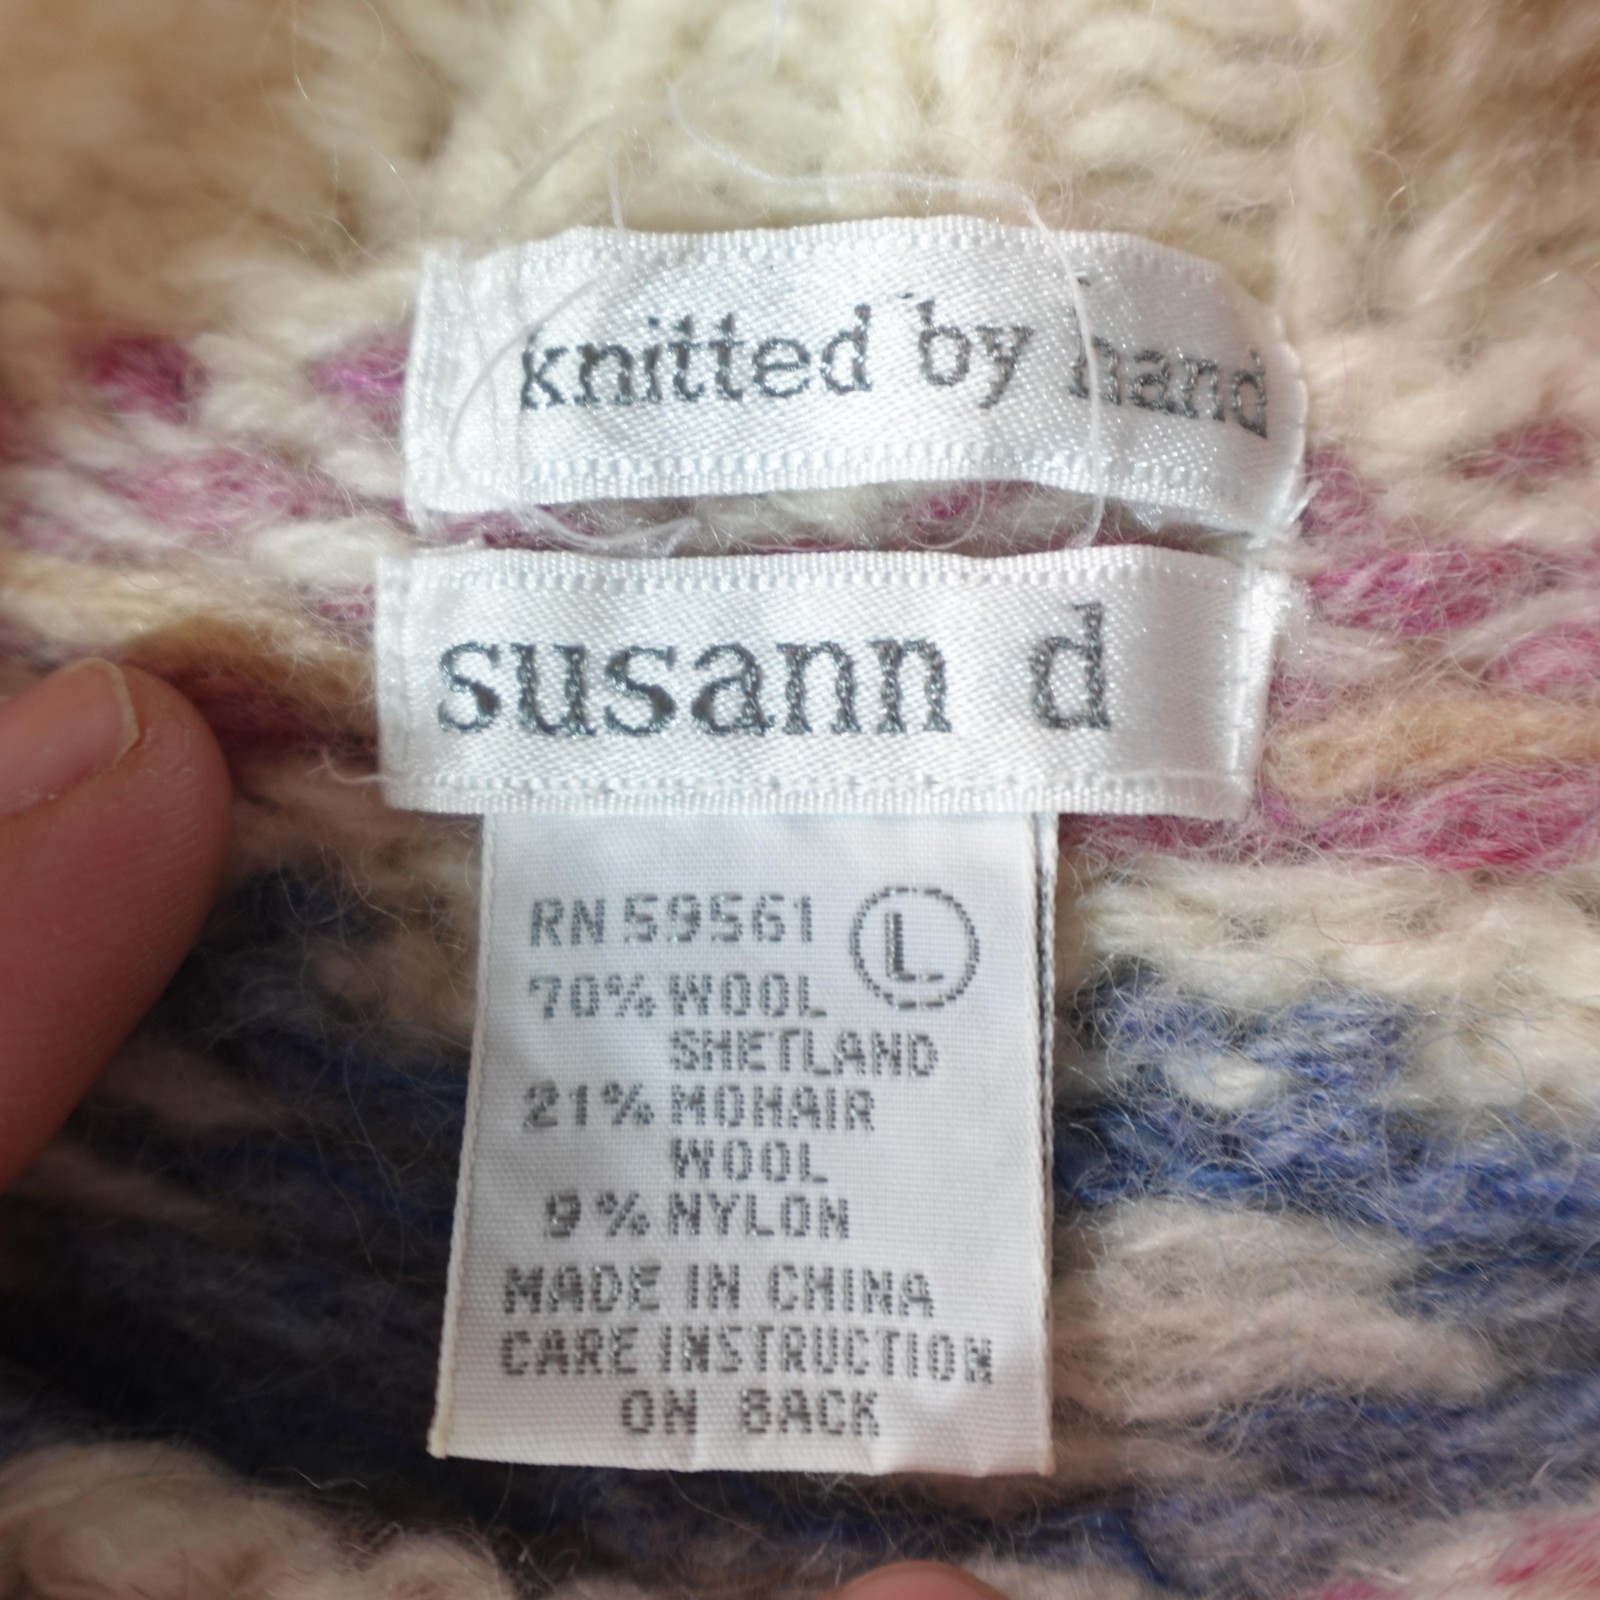 knitted by hand
susann d
RN 59561 L
70% WOOL
SHETLAND
21% MOHAIR
WOOL
9% NYLON
MADE IN CHINA
CARE INSTRUCTION
ON BACK